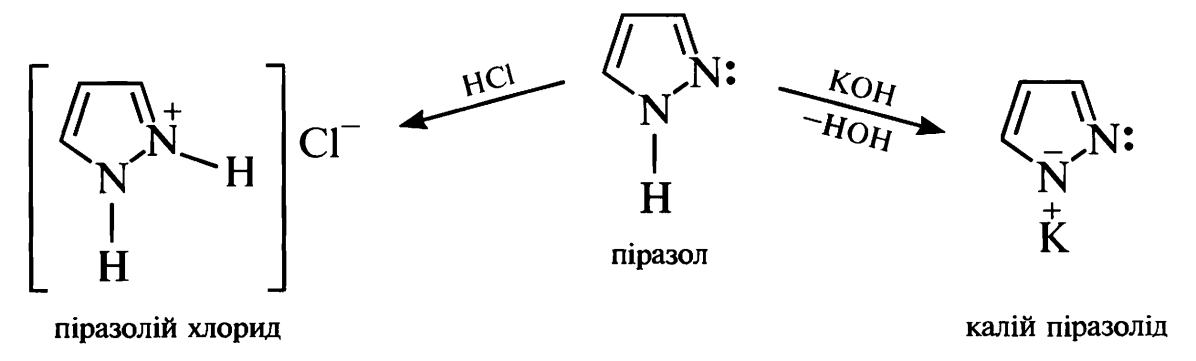 HCl
KOH
−HOH
N:
N
H
N:
N
−
+
K
+
N
N
H
H
Cl−
піразол
піразолій хлорид
калій піразолід